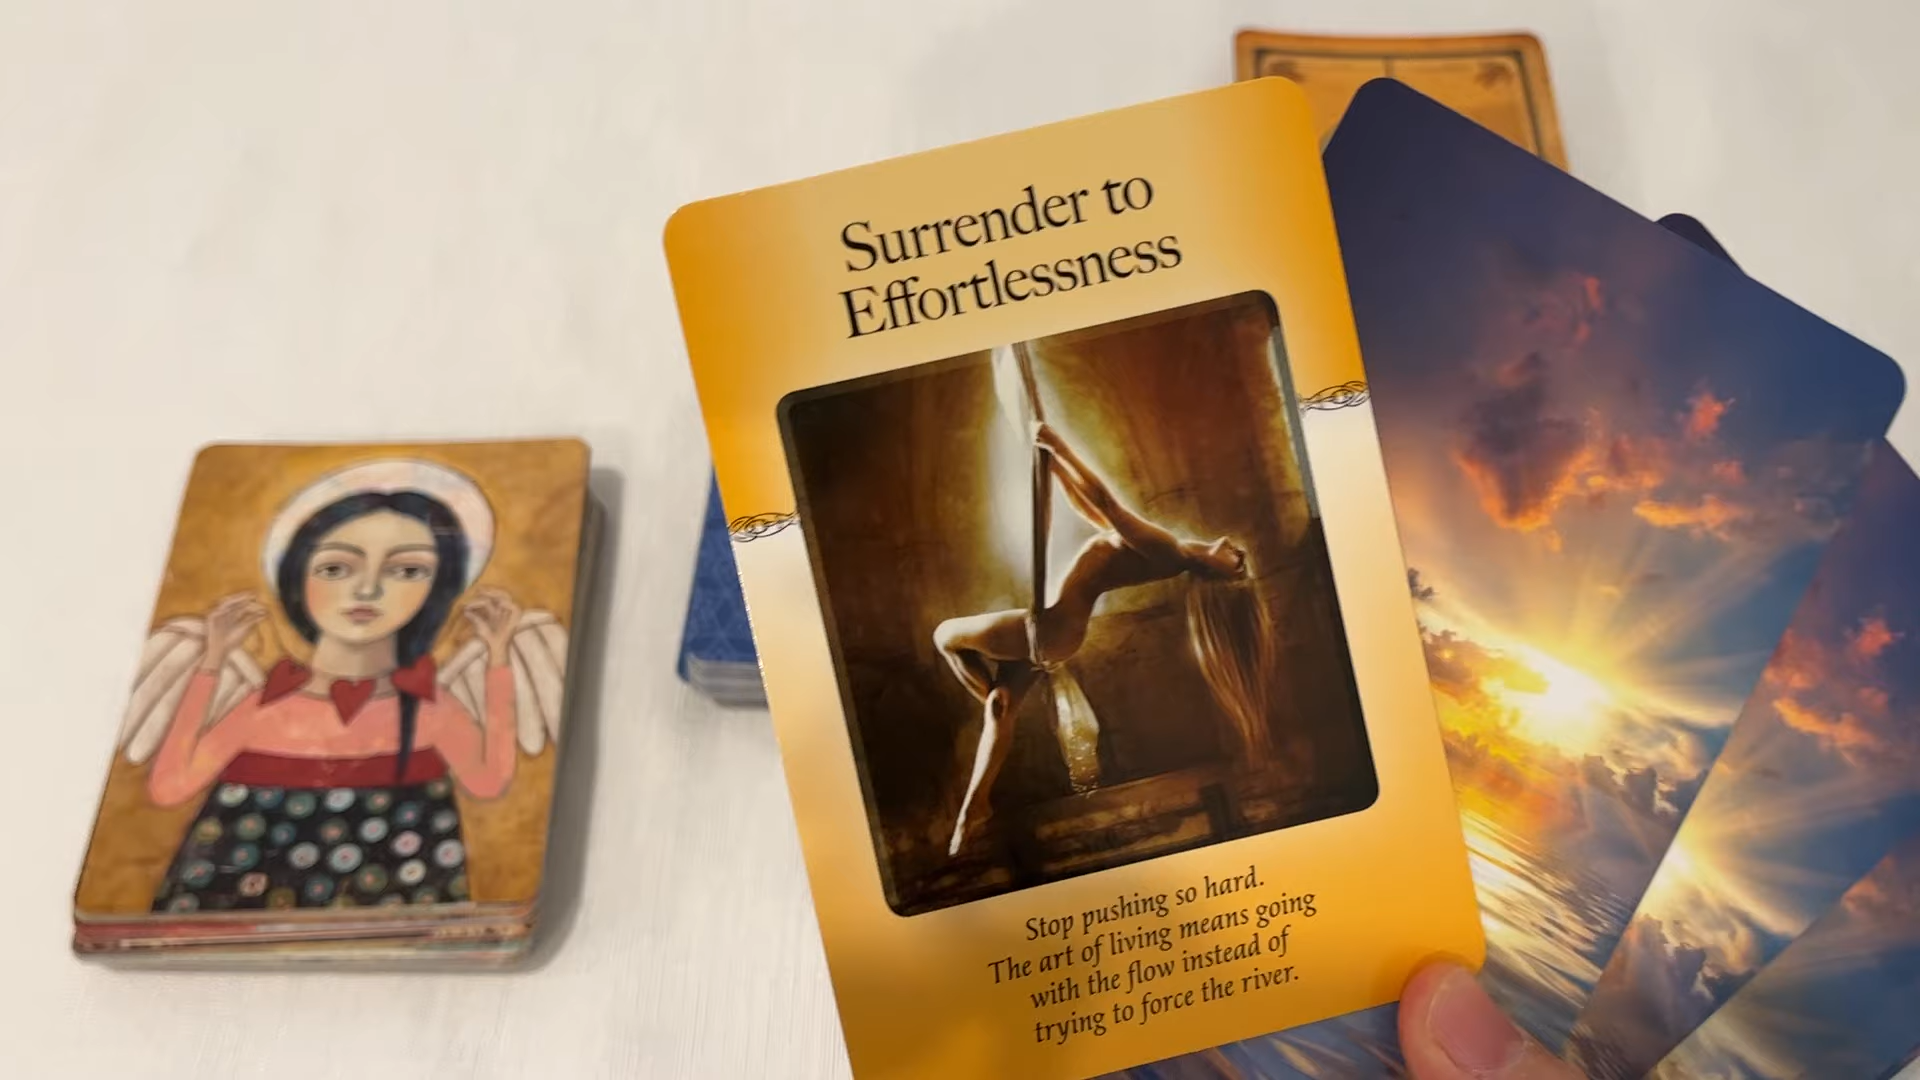 Surrender to
Effortlessness
Stop pushing so hard.
The art of living means going
with the flow instead of
trying to force the river.